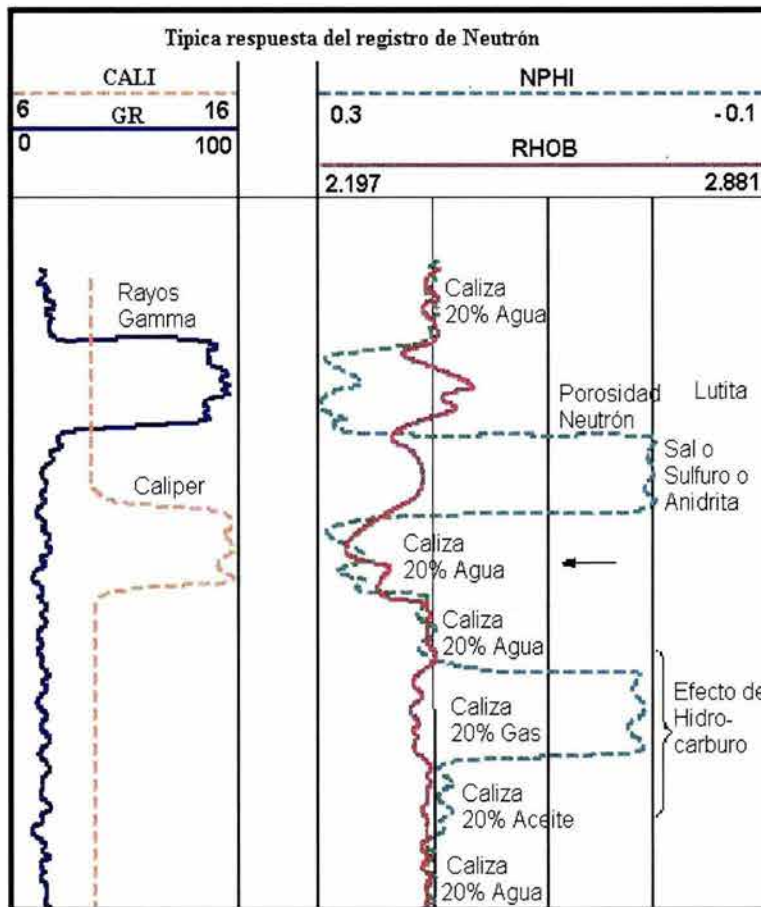 Tipica respuesta del registro de Neutrón
CALI
6 16
GR
0 100
NPHI
0.3 -0.1
RHOB
2.197 2.881
Rayos
Gamma
Caliza
20% Agua
Porosidad
Neutrón
Lutita
Sal o
Sulfuro o
Anidrita
Caliper
Caliza
20% Agua
Caliza
20% Agua
Caliza
20% Gas
Efecto de
Hidro-
carburo
Caliza
20% Aceite
Caliza
20% Agua